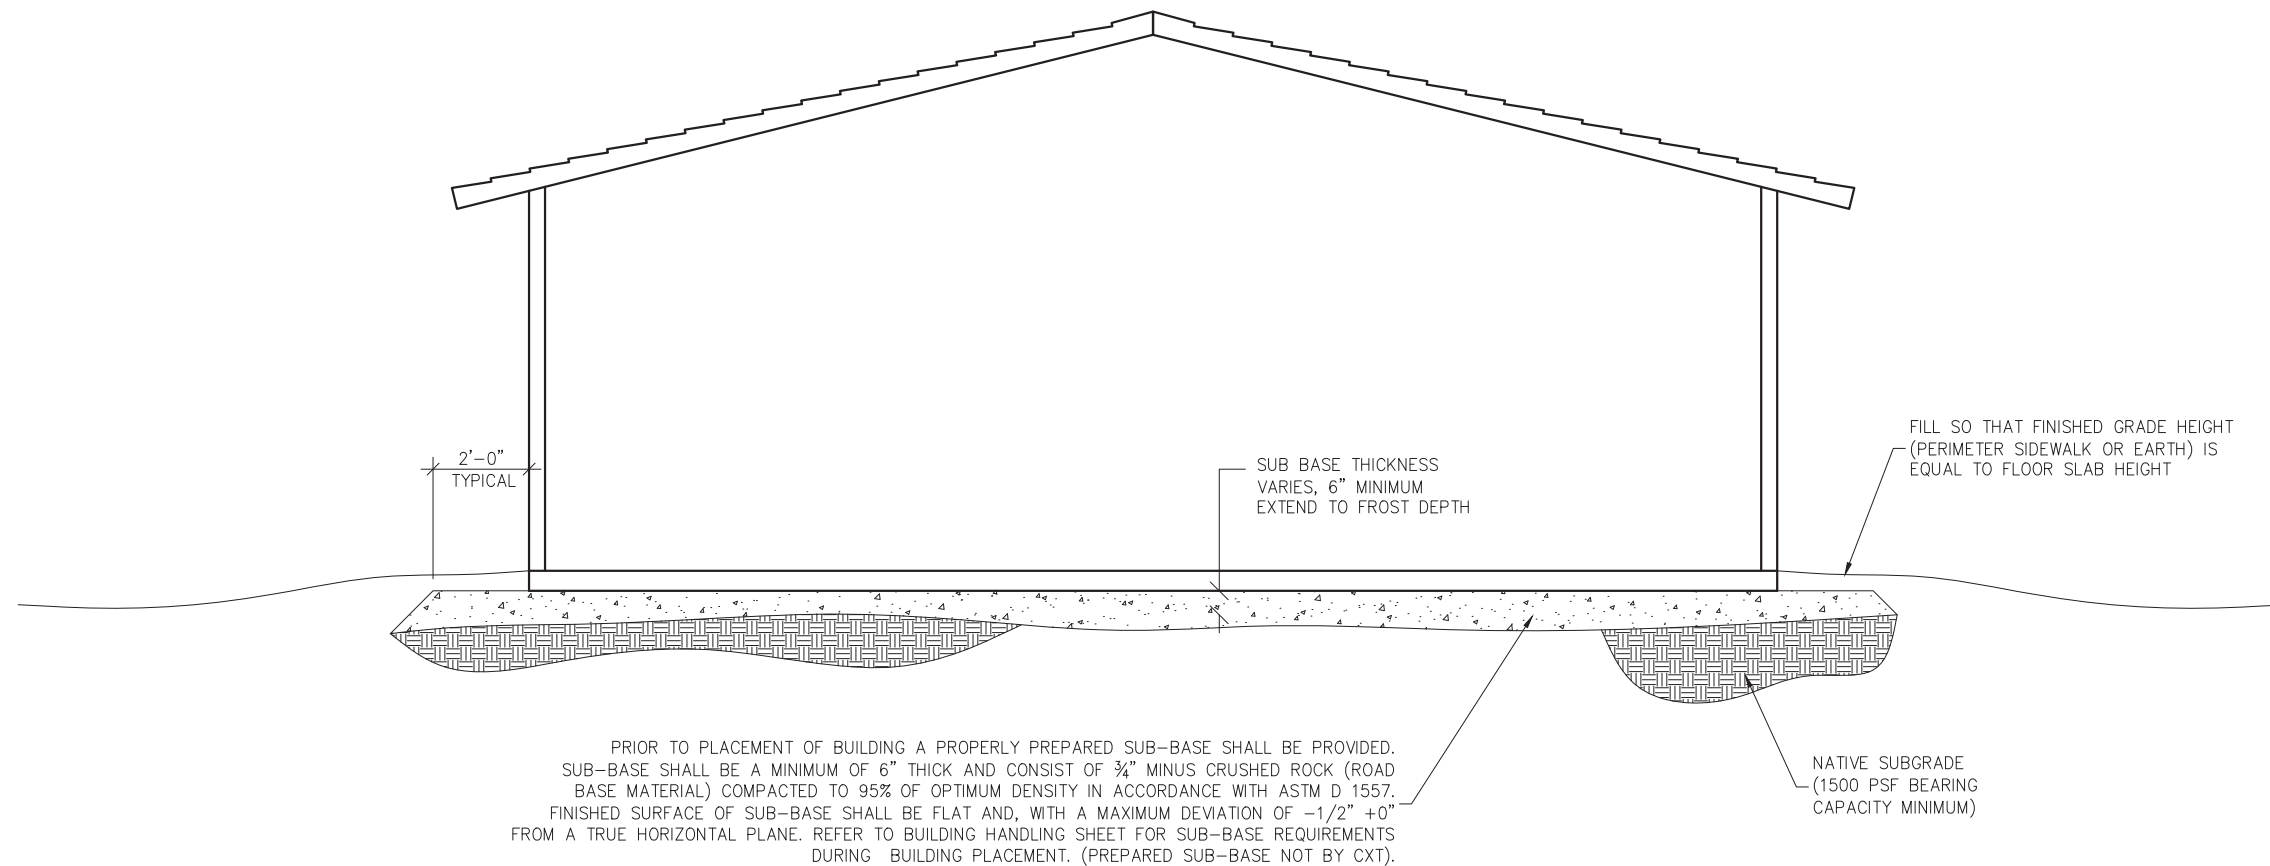 FILL SO THAT FINISHED GRADE HEIGHT
(PERIMETER SIDEWALK OR EARTH) IS
EQUAL TO FLOOR SLAB HEIGHT
2'-0"
TYPICAL
SUB BASE THICKNESS
VARIES, 6" MINIMUM
EXTEND TO FROST DEPTH
PRIOR TO PLACEMENT OF BUILDING A PROPERLY PREPARED SUB-BASE SHALL BE PROVIDED.
SUB-BASE SHALL BE A MINIMUM OF 6" THICK AND CONSIST OF ¾" MINUS CRUSHED ROCK (ROAD
BASE MATERIAL) COMPACTED TO 95% OF OPTIMUM DENSITY IN ACCORDANCE WITH ASTM D 1557.
FINISHED SURFACE OF SUB-BASE SHALL BE FLAT AND, WITH A MAXIMUM DEVIATION OF -1/2" +0"
FROM A TRUE HORIZONTAL PLANE. REFER TO BUILDING HANDLING SHEET FOR SUB-BASE REQUIREMENTS
DURING BUILDING PLACEMENT. (PREPARED SUB-BASE NOT BY CXT).
NATIVE SUBGRADE
(1500 PSF BEARING
CAPACITY MINIMUM)